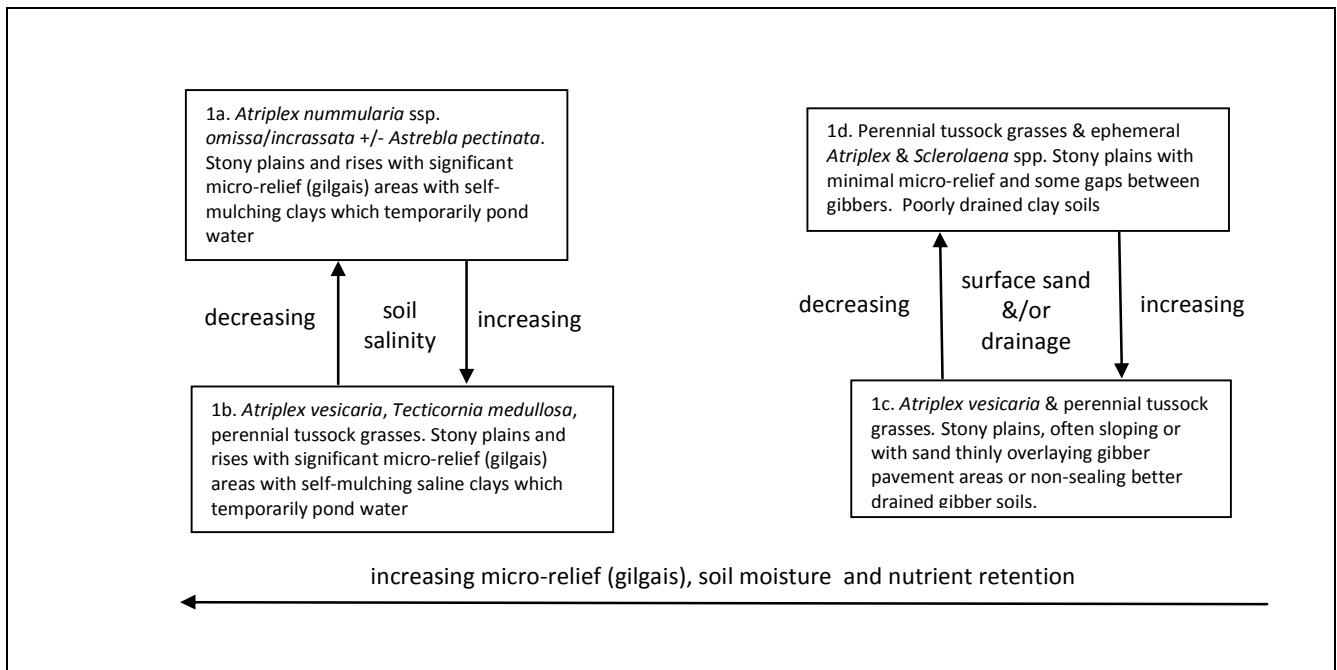 1a. Atriplex nummularia ssp.
omissa/incrassata +/- Astrebla pectinata.
Stony plains and rises with significant
micro-relief (gilgais) areas with self-
mulching clays which temporarily pond
water
1d. Perennial tussock grasses & ephemeral
Atriplex & Sclerolaena spp. Stony plains with
minimal micro-relief and some gaps between
gibbers.  Poorly drained clay soils
decreasing
soil
salinity
increasing
decreasing
surface sand
&/or
drainage
increasing
1b. Atriplex vesicaria, Tecticornia medullosa,
perennial tussock grasses. Stony plains and
rises with significant micro-relief (gilgais)
areas with self-mulching saline clays which
temporarily pond water
1c. Atriplex vesicaria & perennial tussock
grasses. Stony plains, often sloping or
with sand thinly overlaying gibber
pavement areas or non-sealing better
drained gibber soils.
increasing micro-relief (gilgais), soil moisture  and nutrient retention